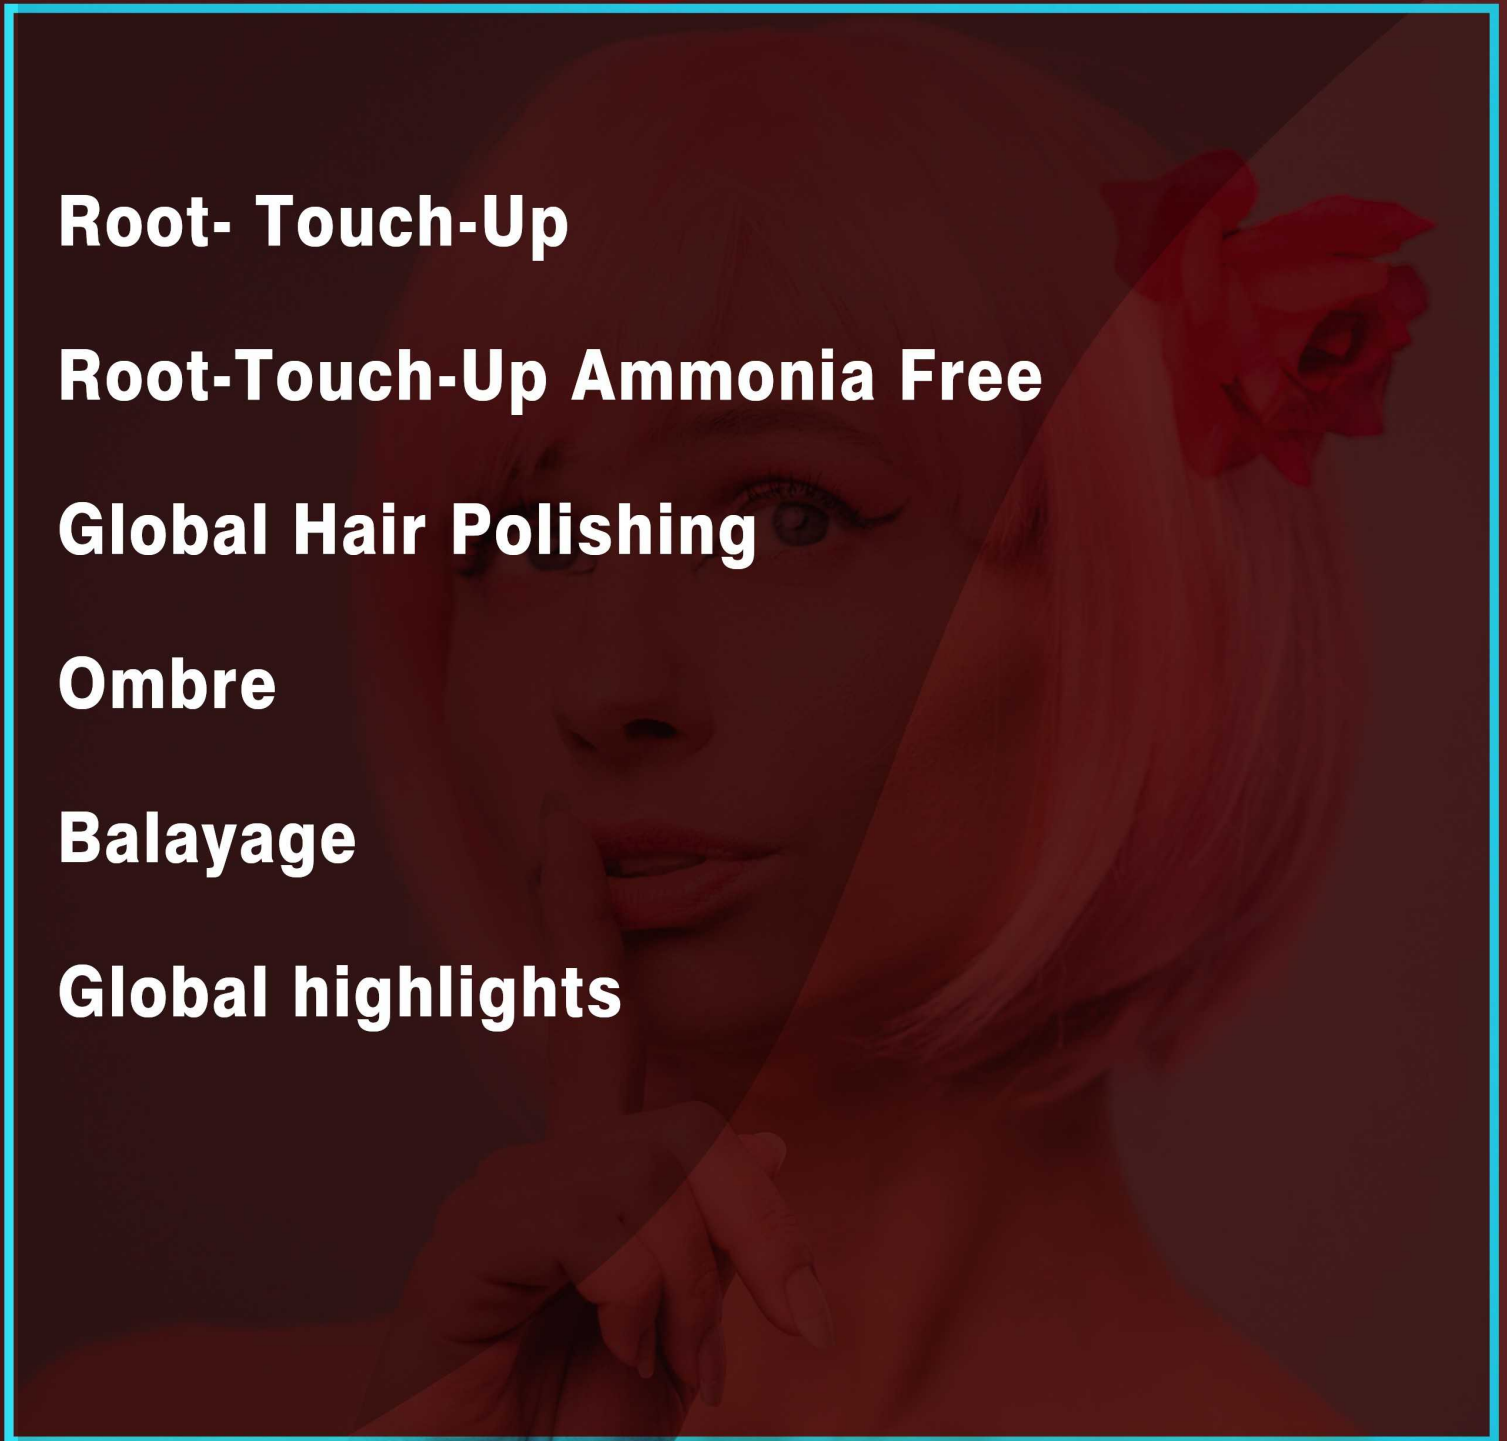 Root- Touch-Up
Root-Touch-Up Ammonia Free
Global Hair Polishing
Ombre
Balayage
Global highlights